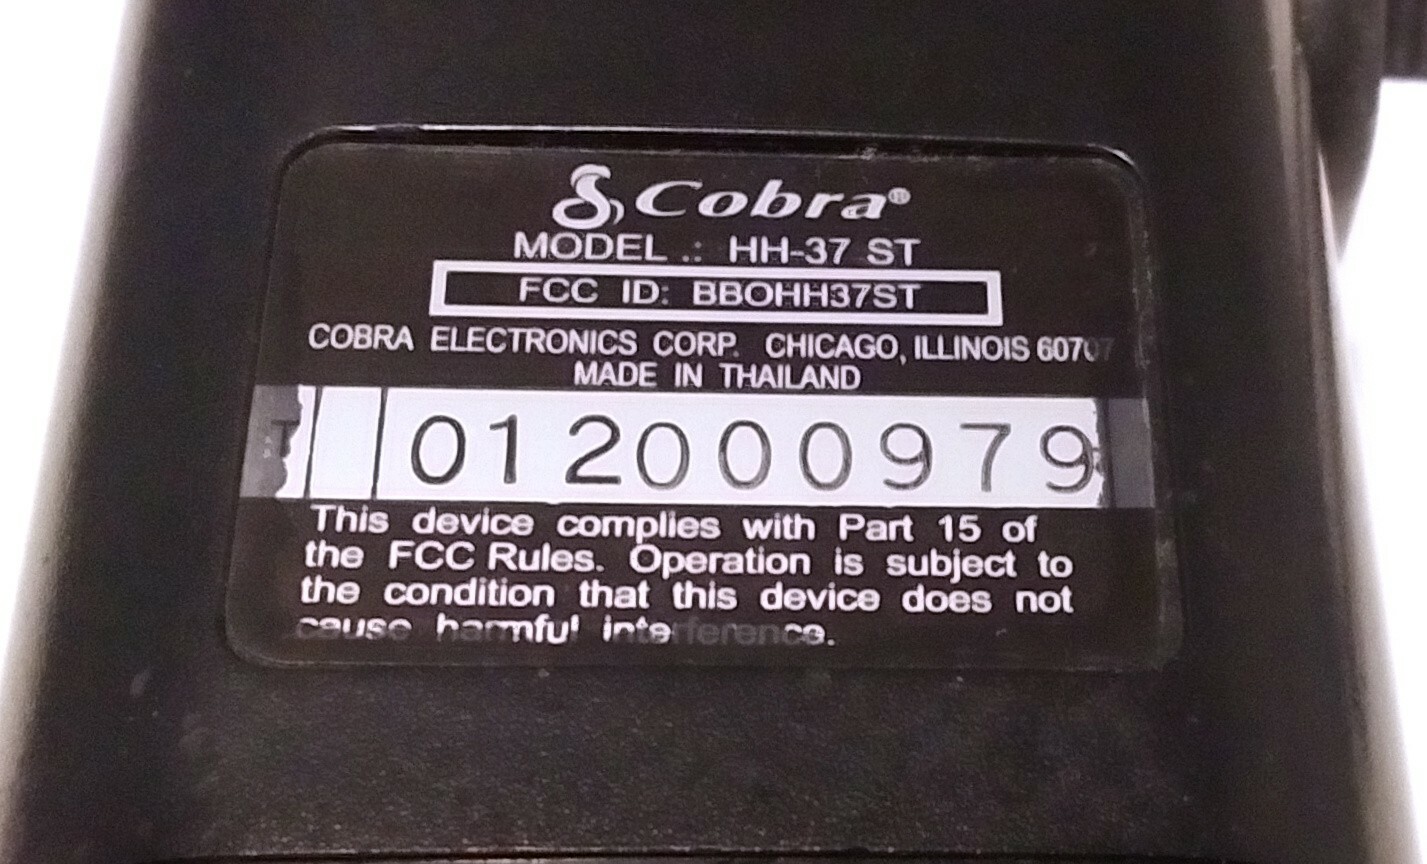 Cobra®
MODEL .: HH-37 ST
FCC ID: BBOHH37ST
COBRA ELECTRONICS CORP. CHICAGO, ILLINOIS 60707
MADE IN THAILAND
T 012000979
This device complies with Part 15 of
the FCC Rules. Operation is subject to
the condition that this device does not
cause harmful interference.